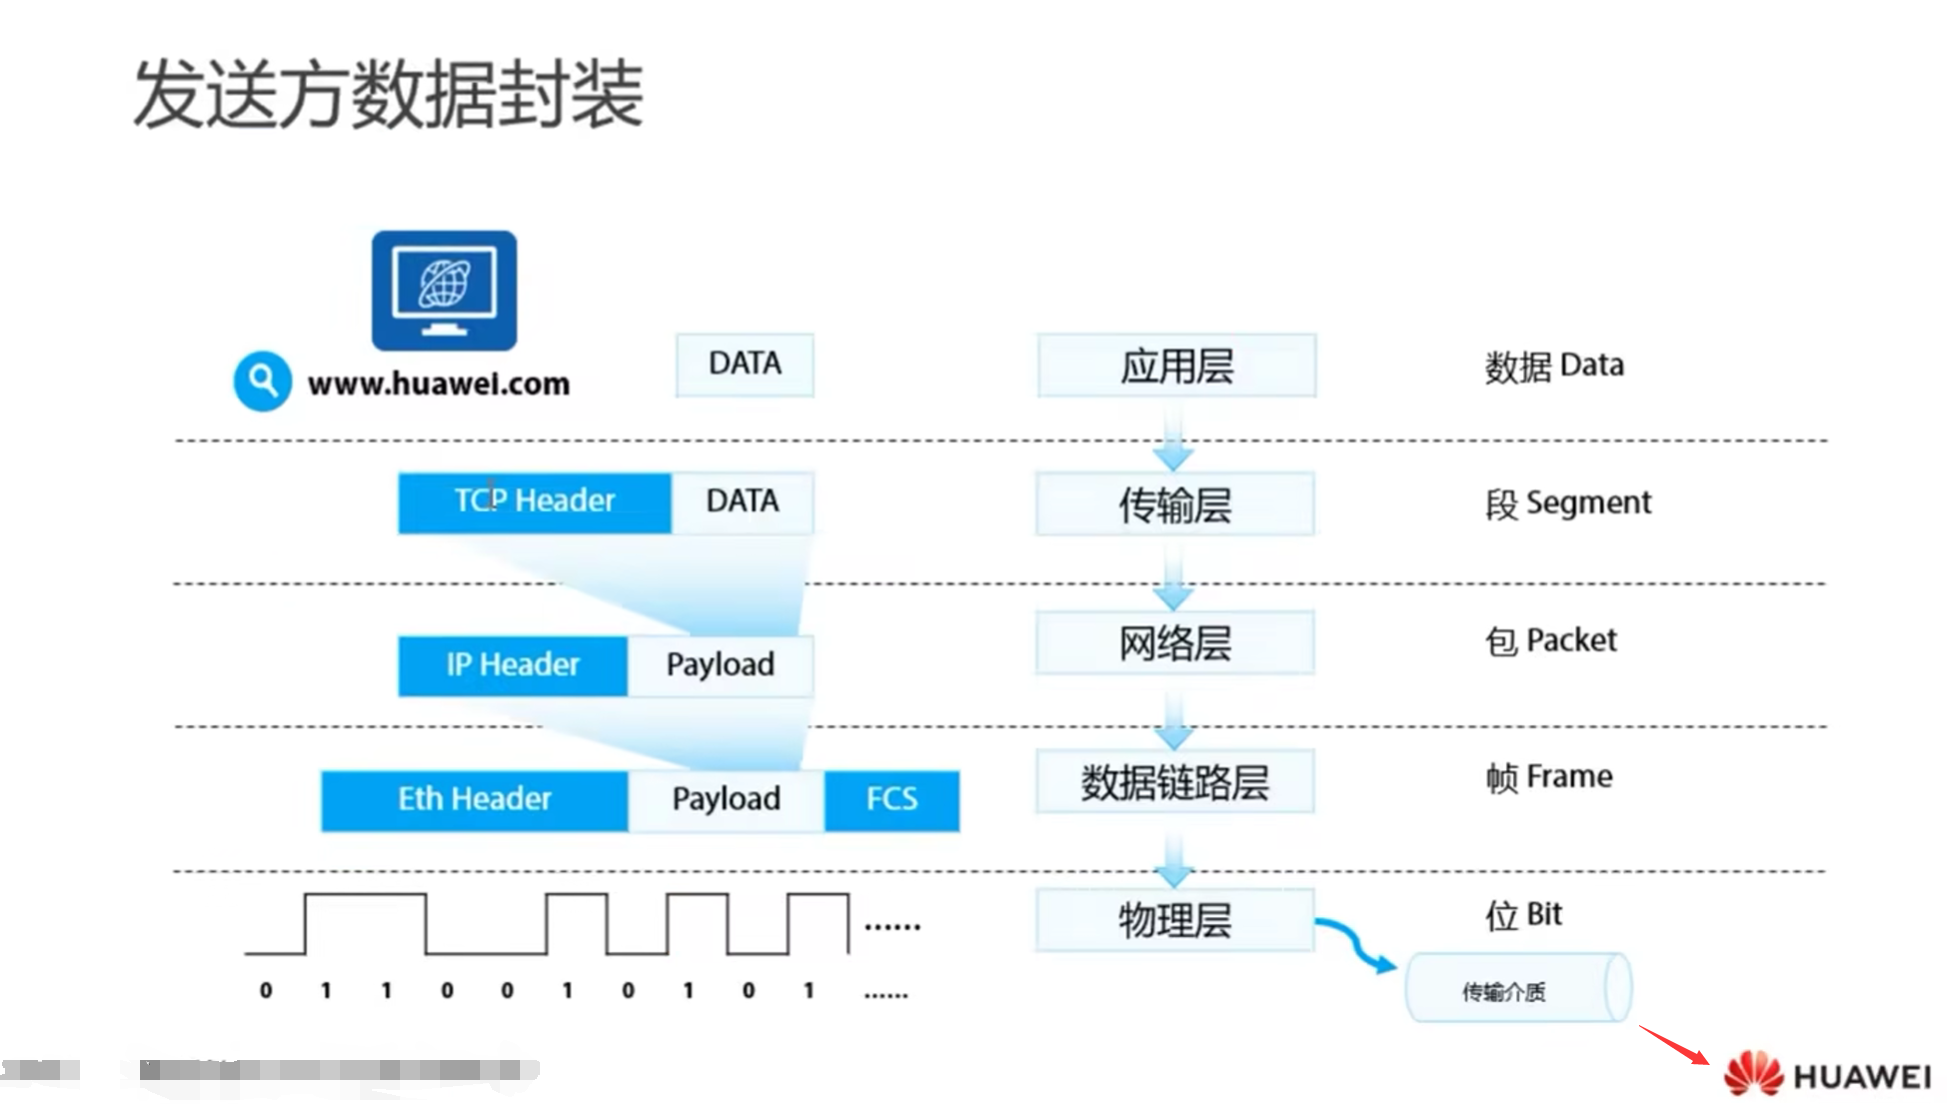 发送方数据封装
www.huawei.com
DATA
应用层
数据 Data
TCP Header
DATA
传输层
段 Segment
IP Header
Payload
网络层
包 Packet
Eth Header
Payload
FCS
数据链路层
帧 Frame
......
物理层
位 Bit
0 1 1 0 0 1 0 1 0 1 ......
传输介质
HUAWEI